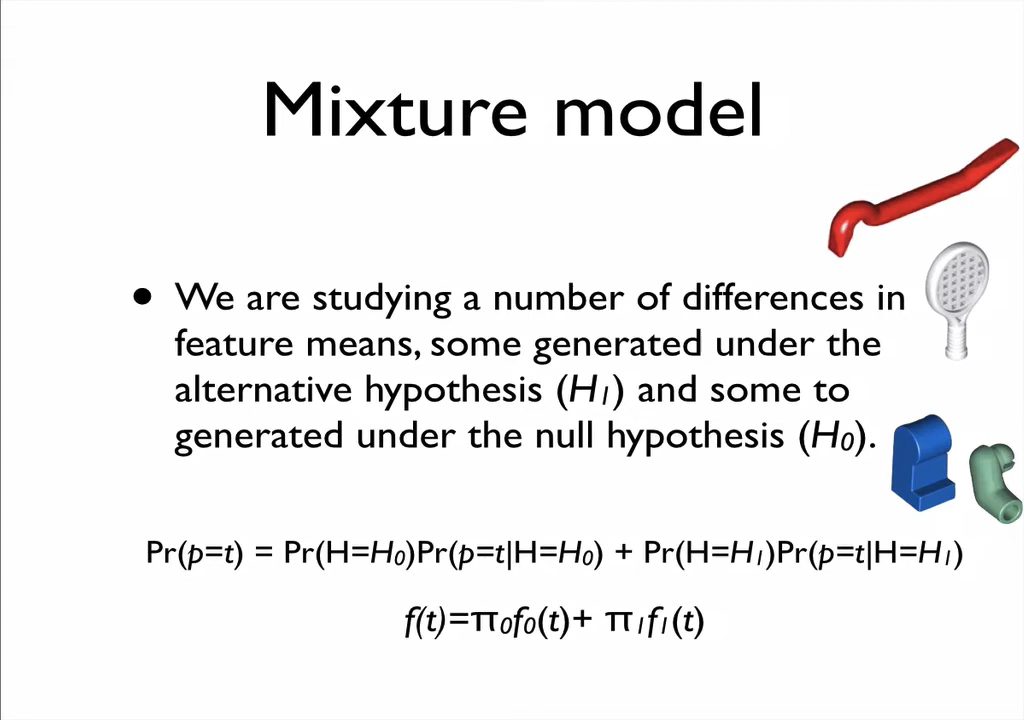 Mixture model
• We are studying a number of differences in
feature means, some generated under the
alternative hypothesis (H₁) and some to
generated under the null hypothesis (H₀).
Pr(p=t) = Pr(H=H₀)Pr(p=t|H=H₀) + Pr(H=H₁)Pr(p=t|H=H₁)
f(t)=π₀f₀(t)+ π₁f₁(t)